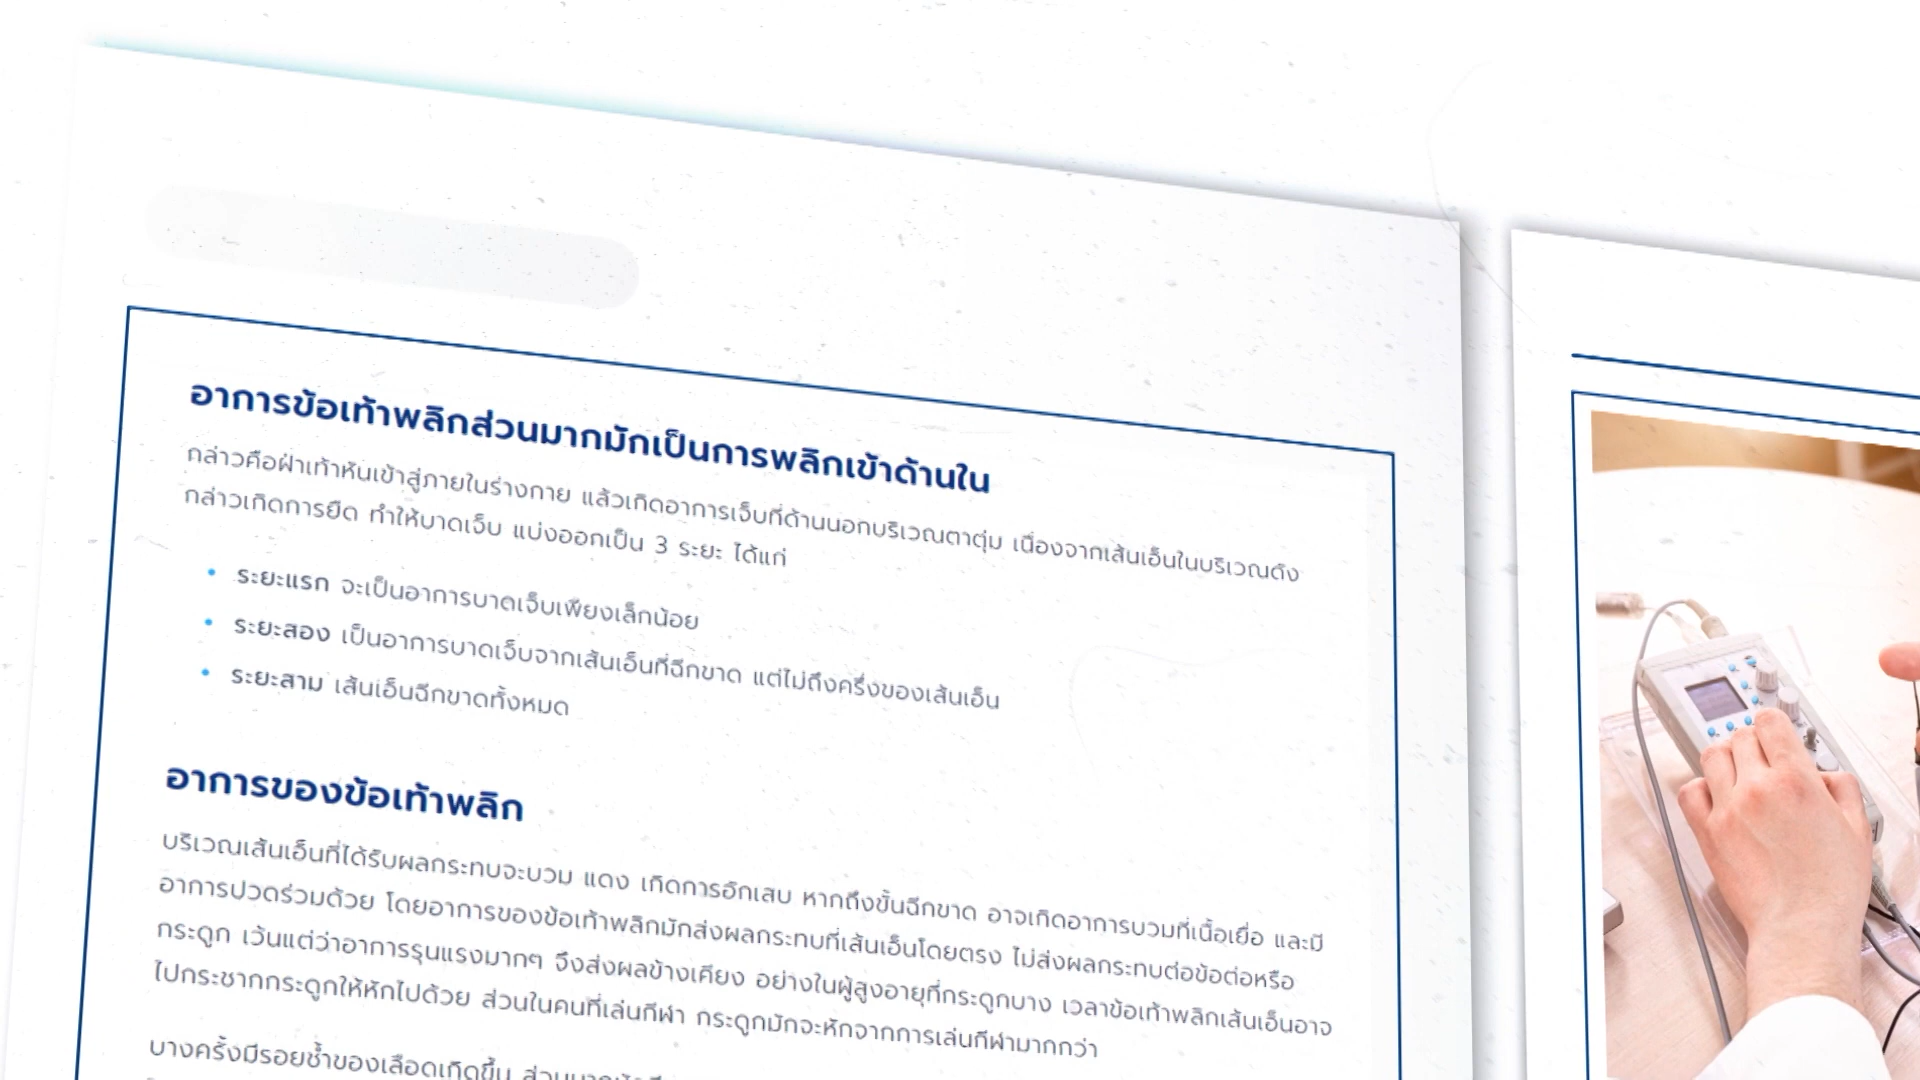 อาการข้อเท้าพลิกส่วนมากมักเป็นการพลิกเข้าด้านใน
กล่าวคือฝ่าเท้าหันเข้าสู่ภายในร่างกาย แล้วเกิดอาการเจ็บที่ด้านนอกบริเวณตาตุ่ม เนื่องจากเส้นเอ็นในบริเวณดัง
กล่าวเกิดการยืด ทำให้บาดเจ็บ แบ่งออกเป็น 3 ระยะ ได้แก่
• ระยะแรก จะเป็นอาการบาดเจ็บเพียงเล็กน้อย
• ระยะสอง เป็นอาการบาดเจ็บจากเส้นเอ็นที่ฉีกขาด แต่ไม่ถึงครึ่งของเส้นเอ็น
• ระยะสาม เส้นเอ็นฉีกขาดทั้งหมด
อาการของข้อเท้าพลิก
บริเวณเส้นเอ็นที่ได้รับผลกระทบจะบวม แดง เกิดการอักเสบ หากถึงขั้นฉีกขาด อาจเกิดอาการบวมที่เนื้อเยื่อ และมี
อาการปวดร่วมด้วย โดยอาการของข้อเท้าพลิกมักส่งผลกระทบที่เส้นเอ็นโดยตรง ไม่ส่งผลกระทบต่อข้อต่อหรือ
กระดูก เว้นแต่ว่าอาการรุนแรงมากๆ จึงส่งผลข้างเคียง อย่างในผู้สูงอายุที่กระดูกบาง เวลาข้อเท้าพลิกเส้นเอ็นอาจ
ไปกระชากกระดูกให้หักไปด้วย ส่วนในคนที่เล่นกีฬา กระดูกมักจะหักจากการเล่นกีฬามากกว่า
บางครั้งมีรอยช้ำของเลือดเกิดขึ้น